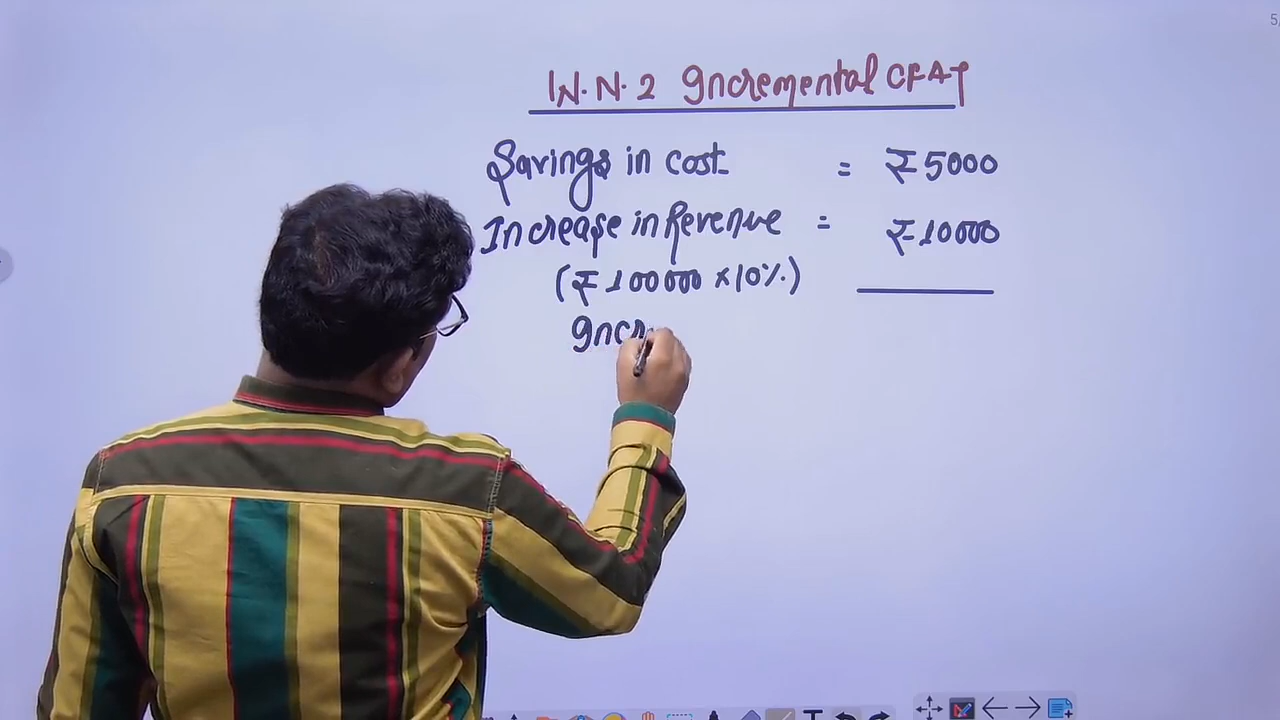 W.N.2 Incremental CFAT
Savings in cost = ₹5000
Increase in Revenue = ₹10000
(₹100000 × 10%)
Incr